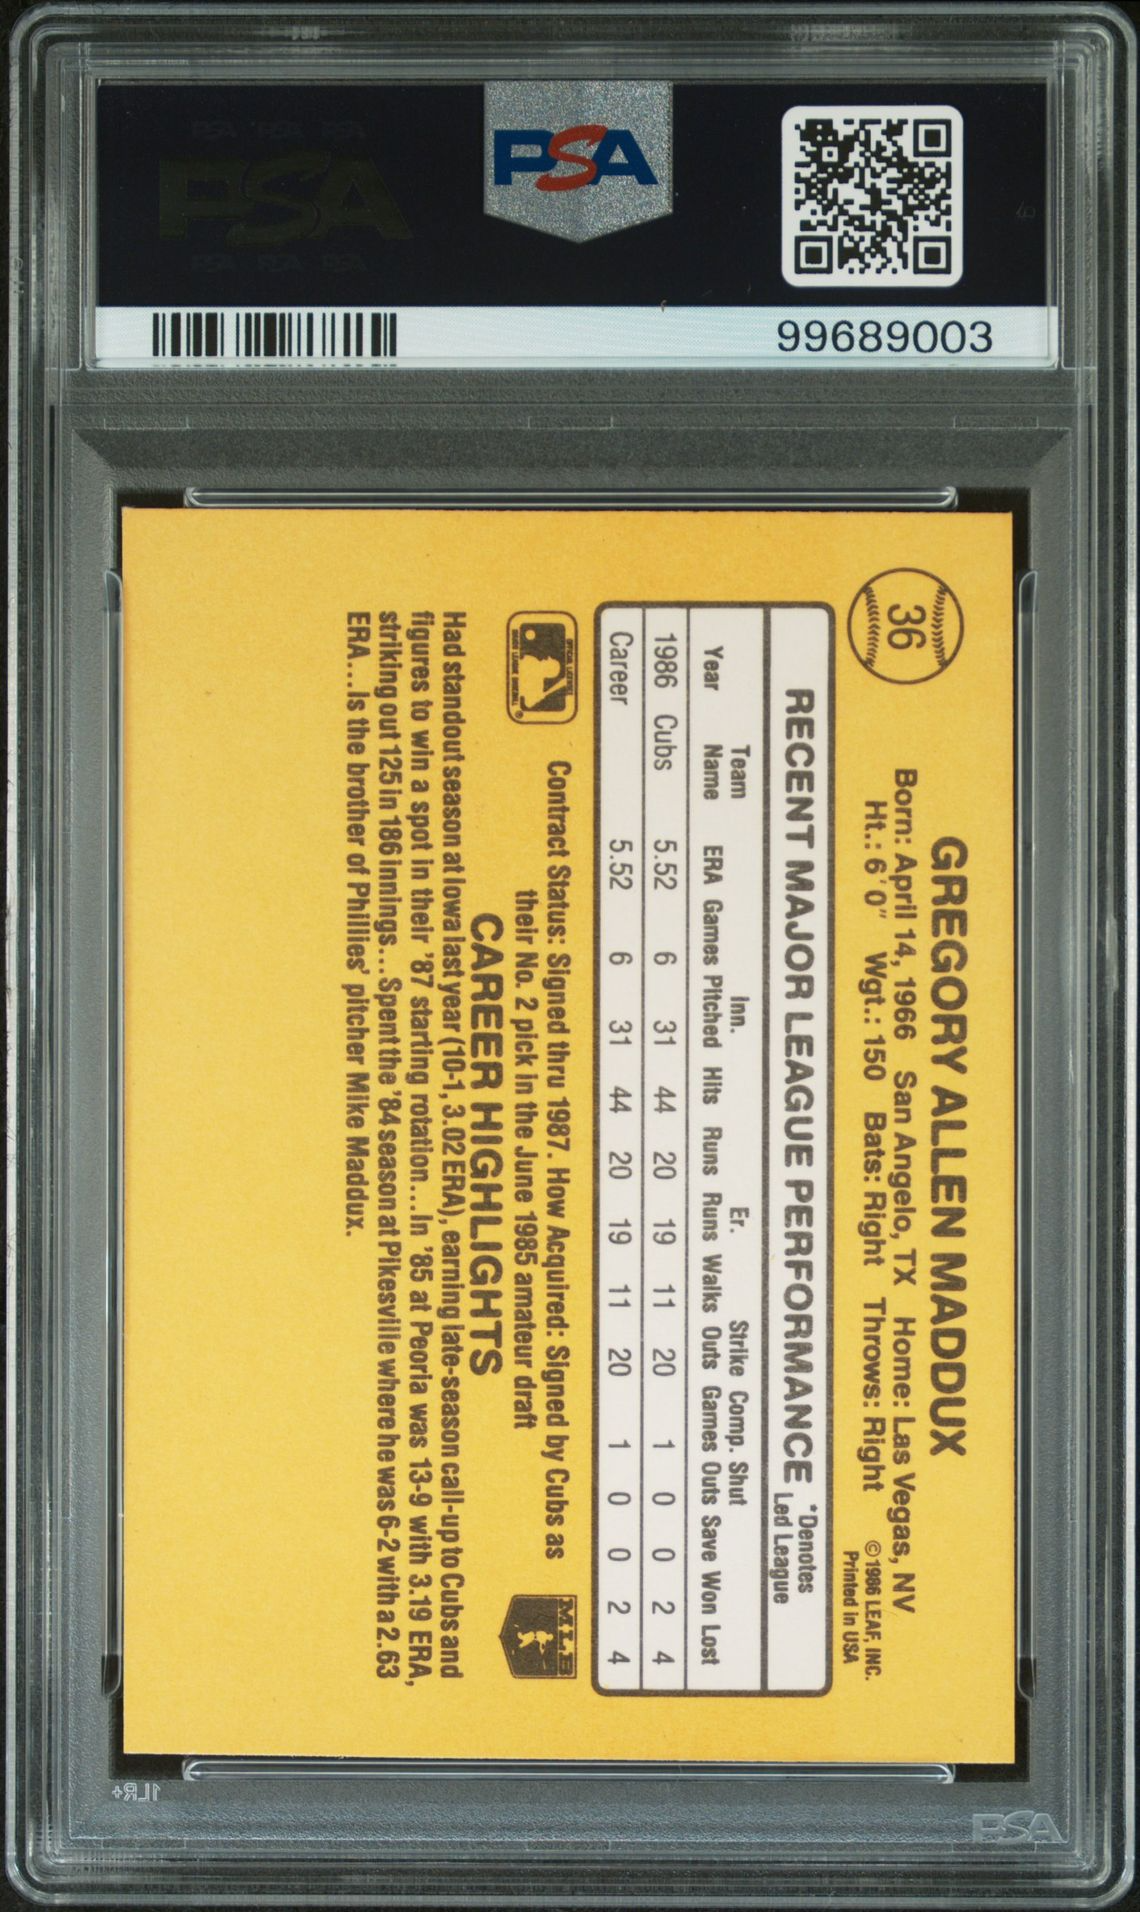 PSA
99689003
36
GREGORY ALLEN MADDUX
Born: April 14, 1966 San Angelo, TX Home: Las Vegas, NV
Ht.: 6'0" Wgt.: 150 Bats: Right Throws: Right
© 1986 LEAF, INC.
Printed in USA
RECENT MAJOR LEAGUE PERFORMANCE
*Denotes
Led League
Team Inn. Er. Strike Comp. Shut
Year Name ERA Games Pitched Hits Runs Runs Walks Outs Games Outs Save Won Lost
1986 Cubs 5.52 6 31 44 20 19 11 20 1 0 0 2 4
Career 5.52 6 31 44 20 19 11 20 1 0 0 2 4
Contract Status: Signed thru 1987. How Acquired: Signed by Cubs as
their No. 2 pick in the June 1985 amateur draft
MLB
CAREER HIGHLIGHTS
Had standout season at Iowa last year (10-1, 3.02 ERA), earning late-season call-up to Cubs and
figures to win a spot in their '87 starting rotation...In '85 at Peoria was 13-9 with 3.19 ERA,
striking out 125 in 186 innings...Spent the '84 season at Pikesville where he was 6-2 with a 2.63
ERA...Is the brother of Phillies' pitcher Mike Maddux.
PSA